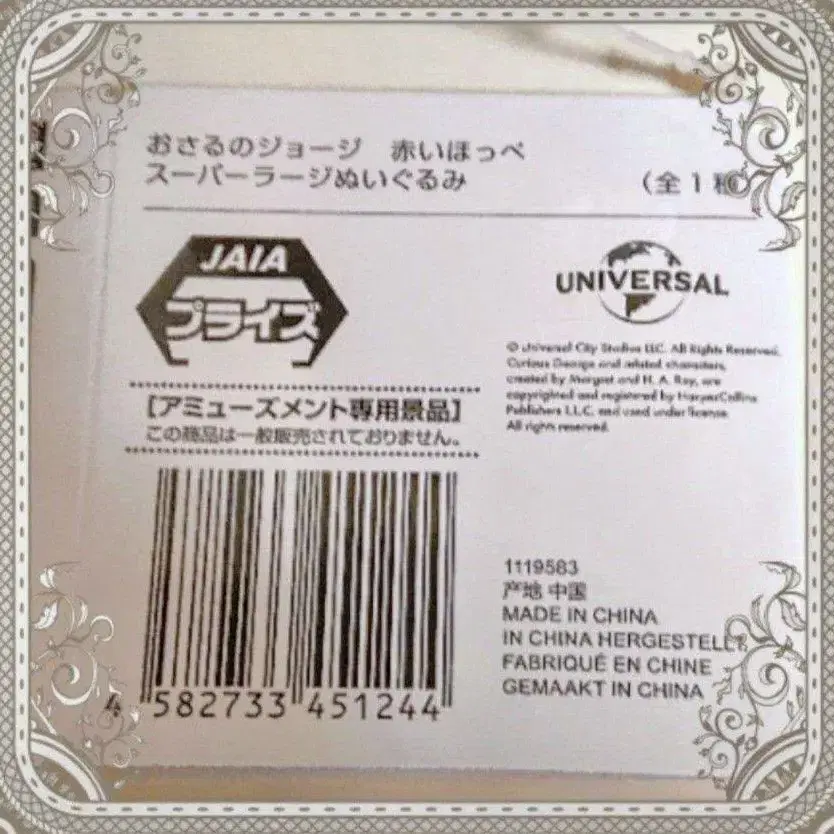 おさるのジョージ 赤いほっぺ
スーパーラージぬいぐるみ (全1種)
JAIA
プライズ
UNIVERSAL
© Universal City Studios LLC. All Rights Reserved.
Curious George and related characters,
created by Margret and H. A. Rey, are
copyrighted and registered by HarperCollins
Publishers L.L.C. and used under license.
All rights reserved.
[アミューズメント専用景品]
この商品は一般販売されておりません。
4 582733 451244
1119583
产地 中国
MADE IN CHINA
IN CHINA HERGESTELLT
FABRIQUÉ EN CHINE
GEMAAKT IN CHINA